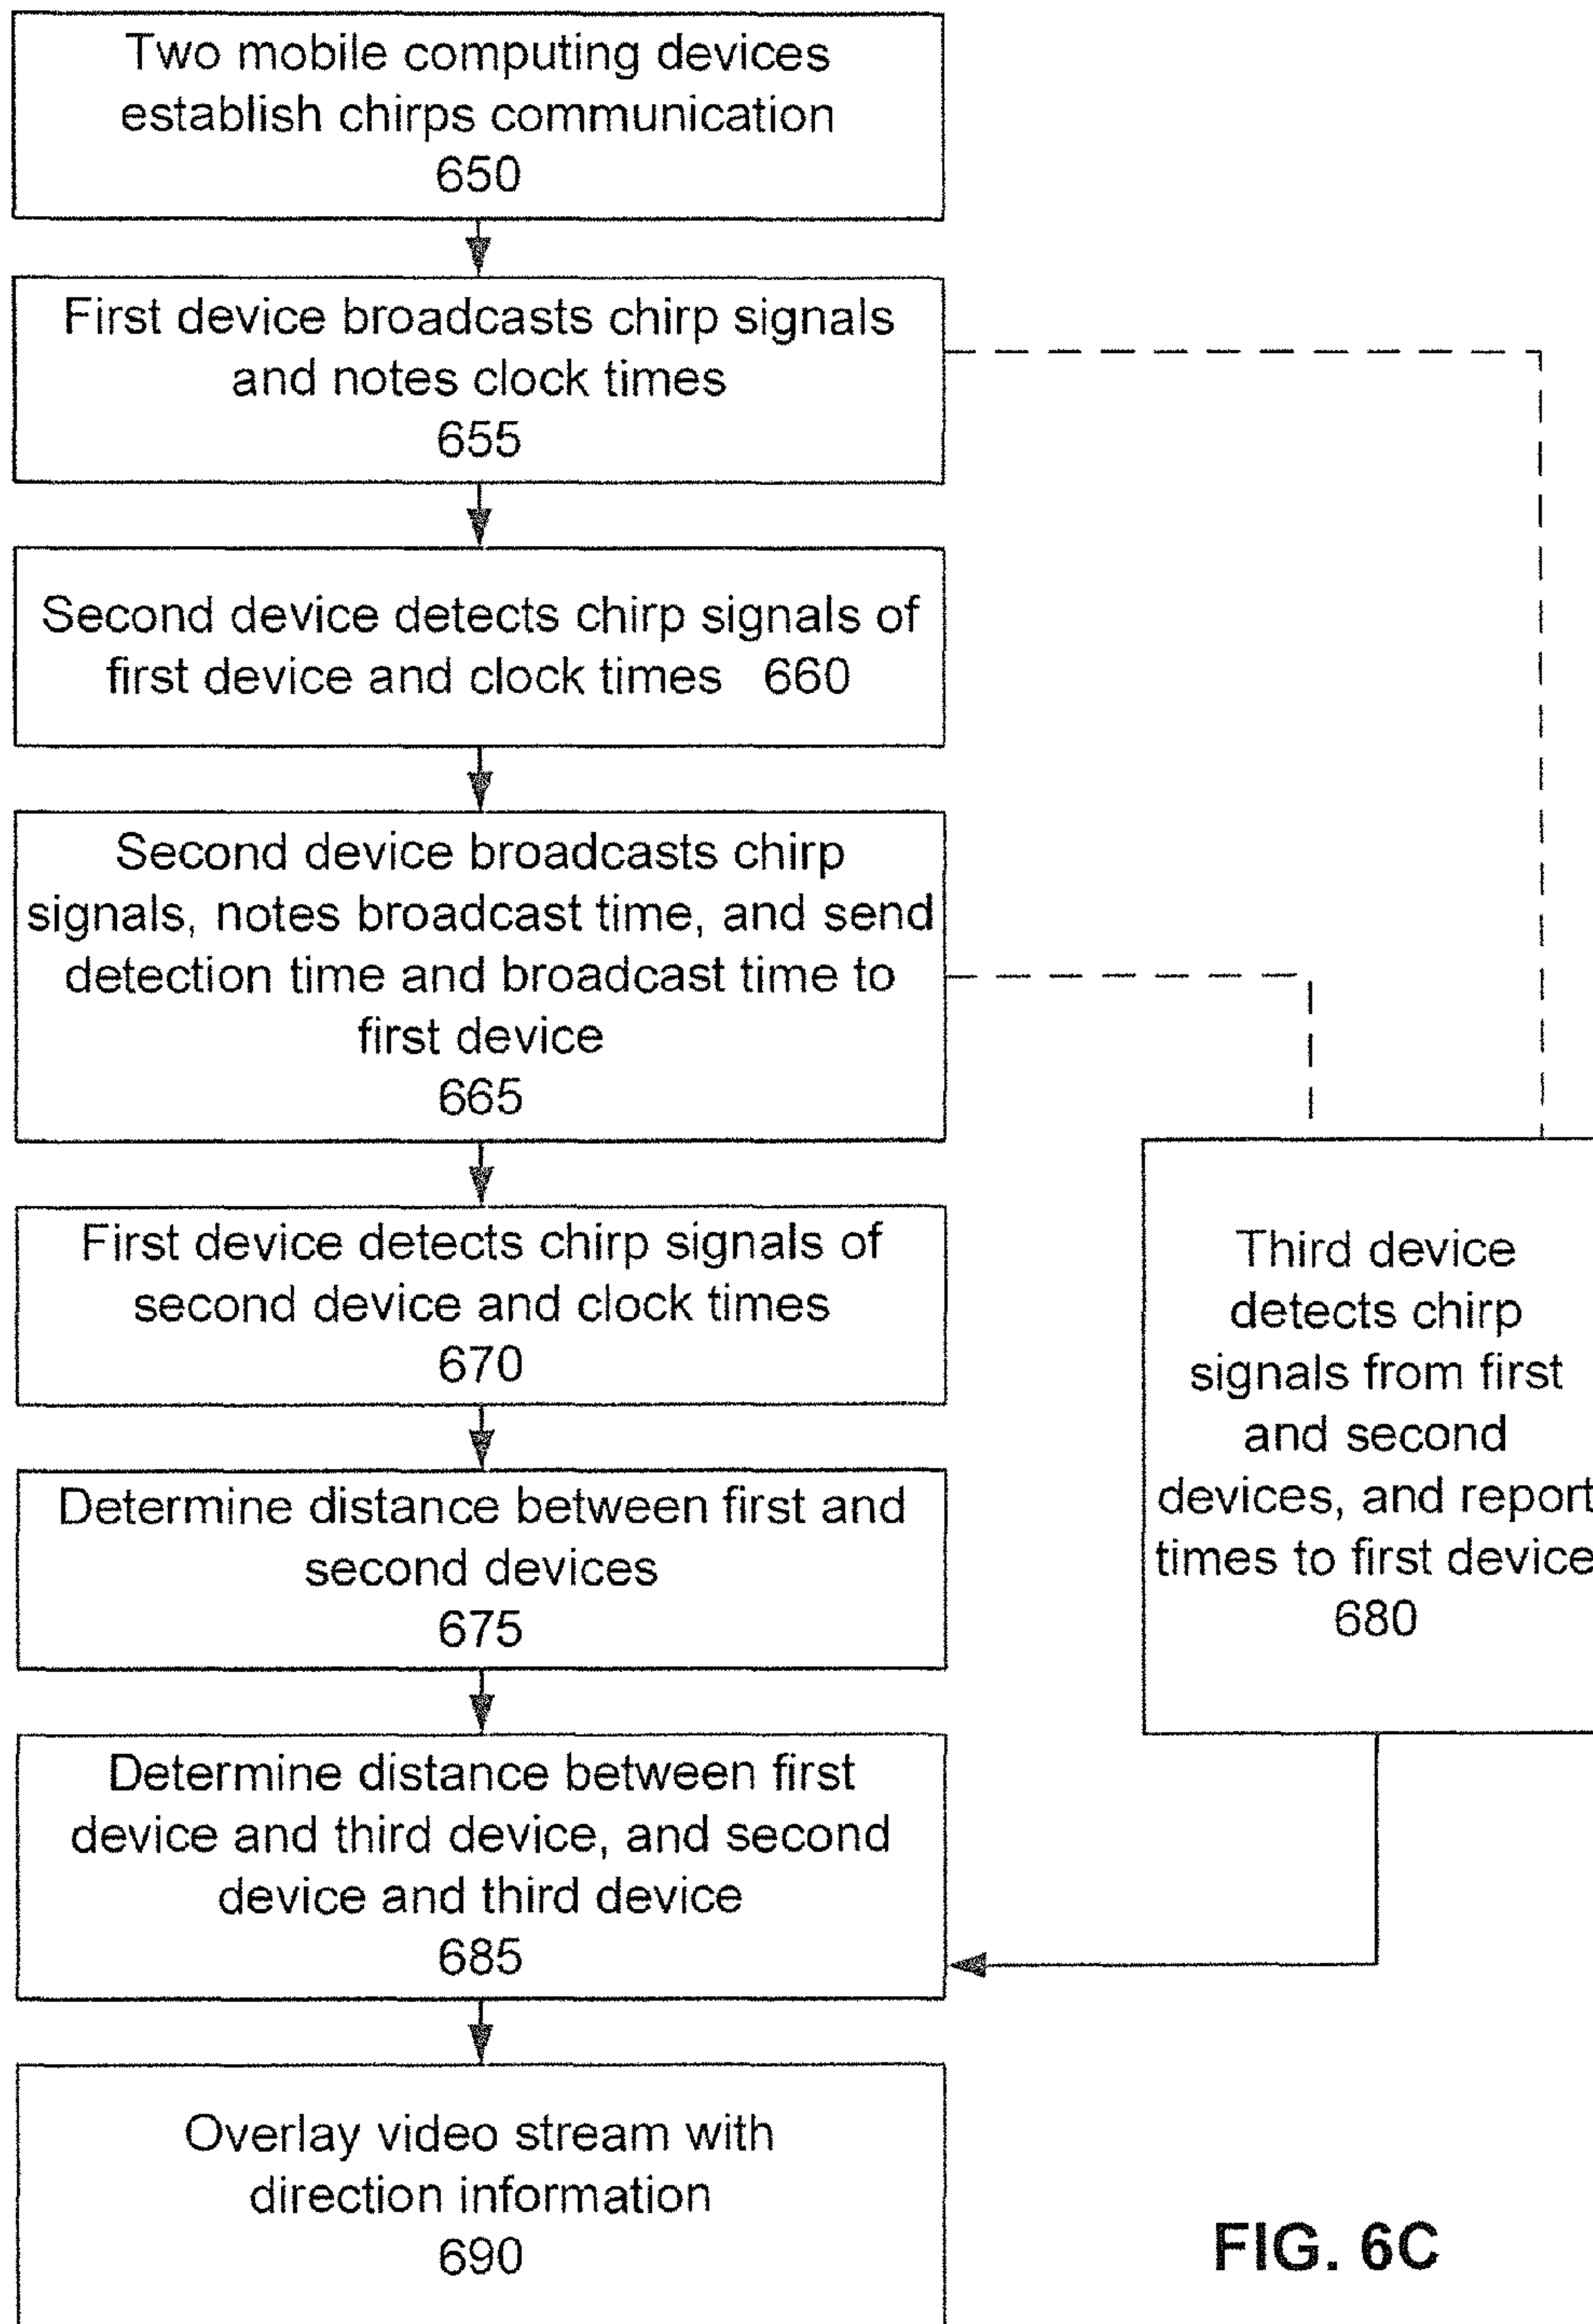 Two mobile computing devices
establish chirps communication
650
First device broadcasts chirp signals
and notes clock times
655
Second device detects chirp signals of
first device and clock times 660
Second device broadcasts chirp
signals, notes broadcast time, and send
detection time and broadcast time to
first device
665
First device detects chirp signals of
second device and clock times
670
Determine distance between first and
second devices
675
Third device
detects chirp
signals from first
and second
devices, and report
times to first device
680
Determine distance between first
device and third device, and second
device and third device
685
Overlay video stream with
direction information
690
FIG. 6C